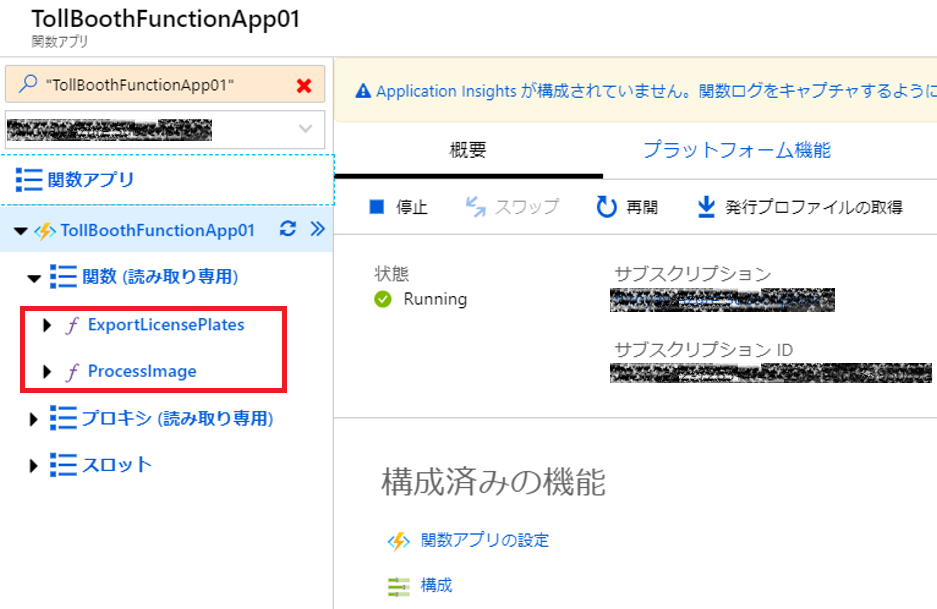 TollBoothFunctionApp01
関数アプリ
"TollBoothFunctionApp01"
関数アプリ
TollBoothFunctionApp01
関数 (読み取り専用)
ƒ ExportLicensePlates
ƒ ProcessImage
プロキシ (読み取り専用)
スロット
Application Insights が構成されていません。関数ログをキャプチャするように
概要
プラットフォーム機能
停止
スワップ
再開
発行プロファイルの取得
状態
Running
サブスクリプション
サブスクリプション ID
構成済みの機能
関数アプリの設定
構成